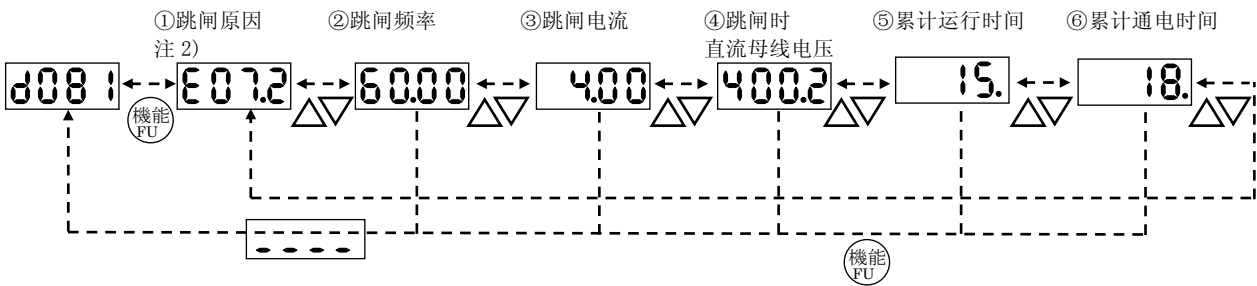 ①跳闸原因
注 2)
②跳闸频率
③跳闸电流
④跳闸时
直流母线电压
⑤累计运行时间
⑥累计通电时间
d081
E07.2
60.00
4.00
400.2
15.
18.
機能
FU
_ _ _ _
機能
FU